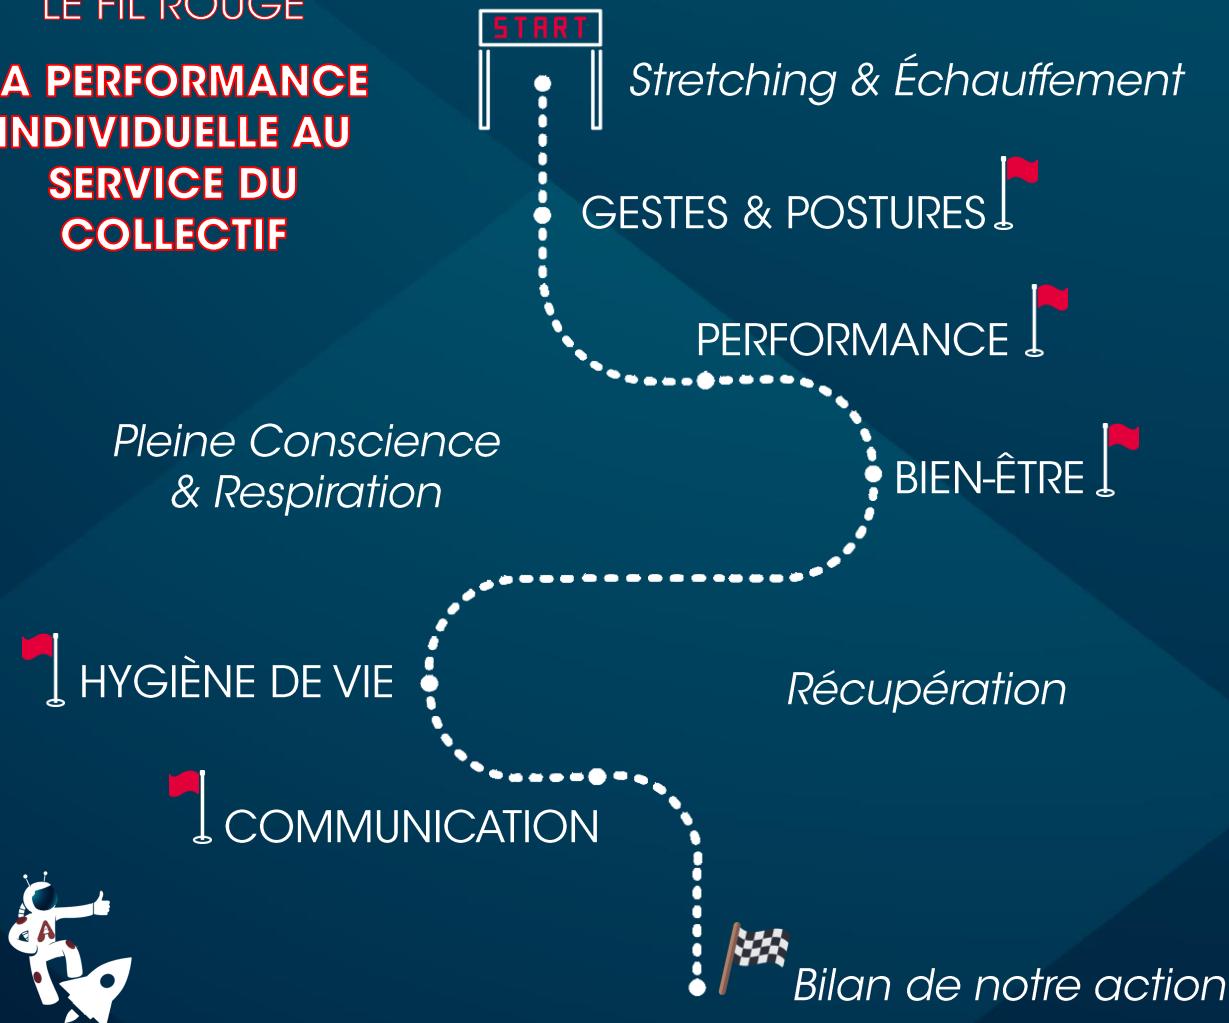 LE FIL ROUGE
A PERFORMANCE
INDIVIDUELLE AU
SERVICE DU
COLLECTIF
START
Stretching & Échauffement
GESTES & POSTURES
PERFORMANCE
Pleine Conscience
& Respiration
BIEN-ÊTRE
HYGIÈNE DE VIE
Récupération
COMMUNICATION
A
Bilan de notre action